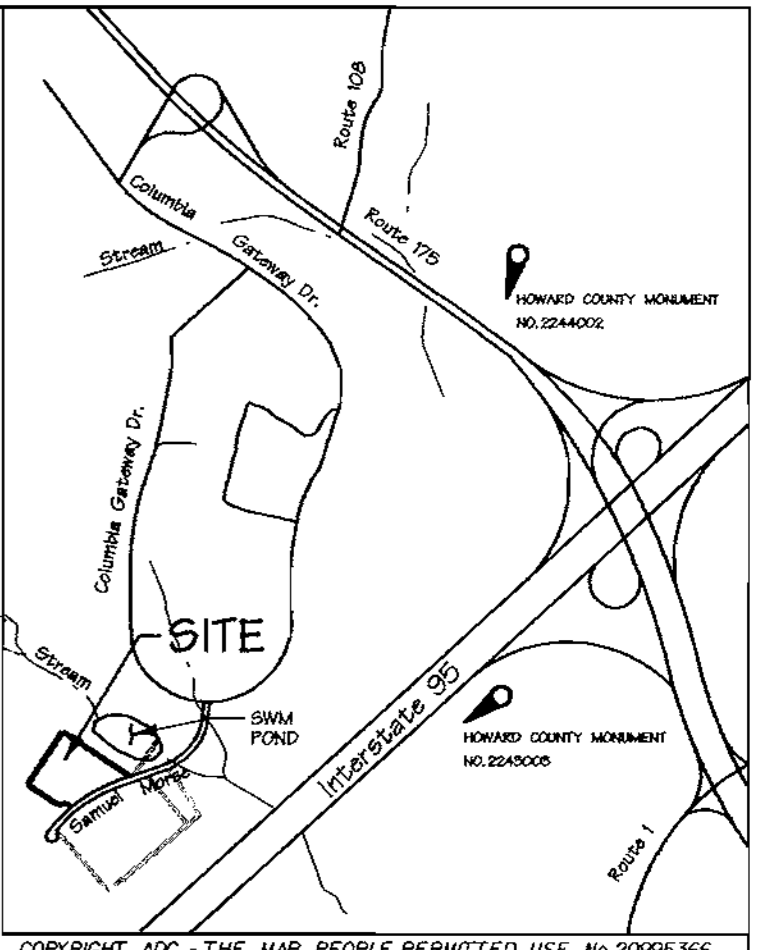 Route 108
Columbia
Gateway Dr.
Route 175
Stream
HOWARD COUNTY MONUMENT
NO.2244002
Columbia Gateway Dr.
SITE
Stream
SWM
POND
Interstate 95
HOWARD COUNTY MONUMENT
Samuel Morse
Route 1
COPYRIGHT ADC - THE MAP PEOPLE PERMITTED USE No.20995366